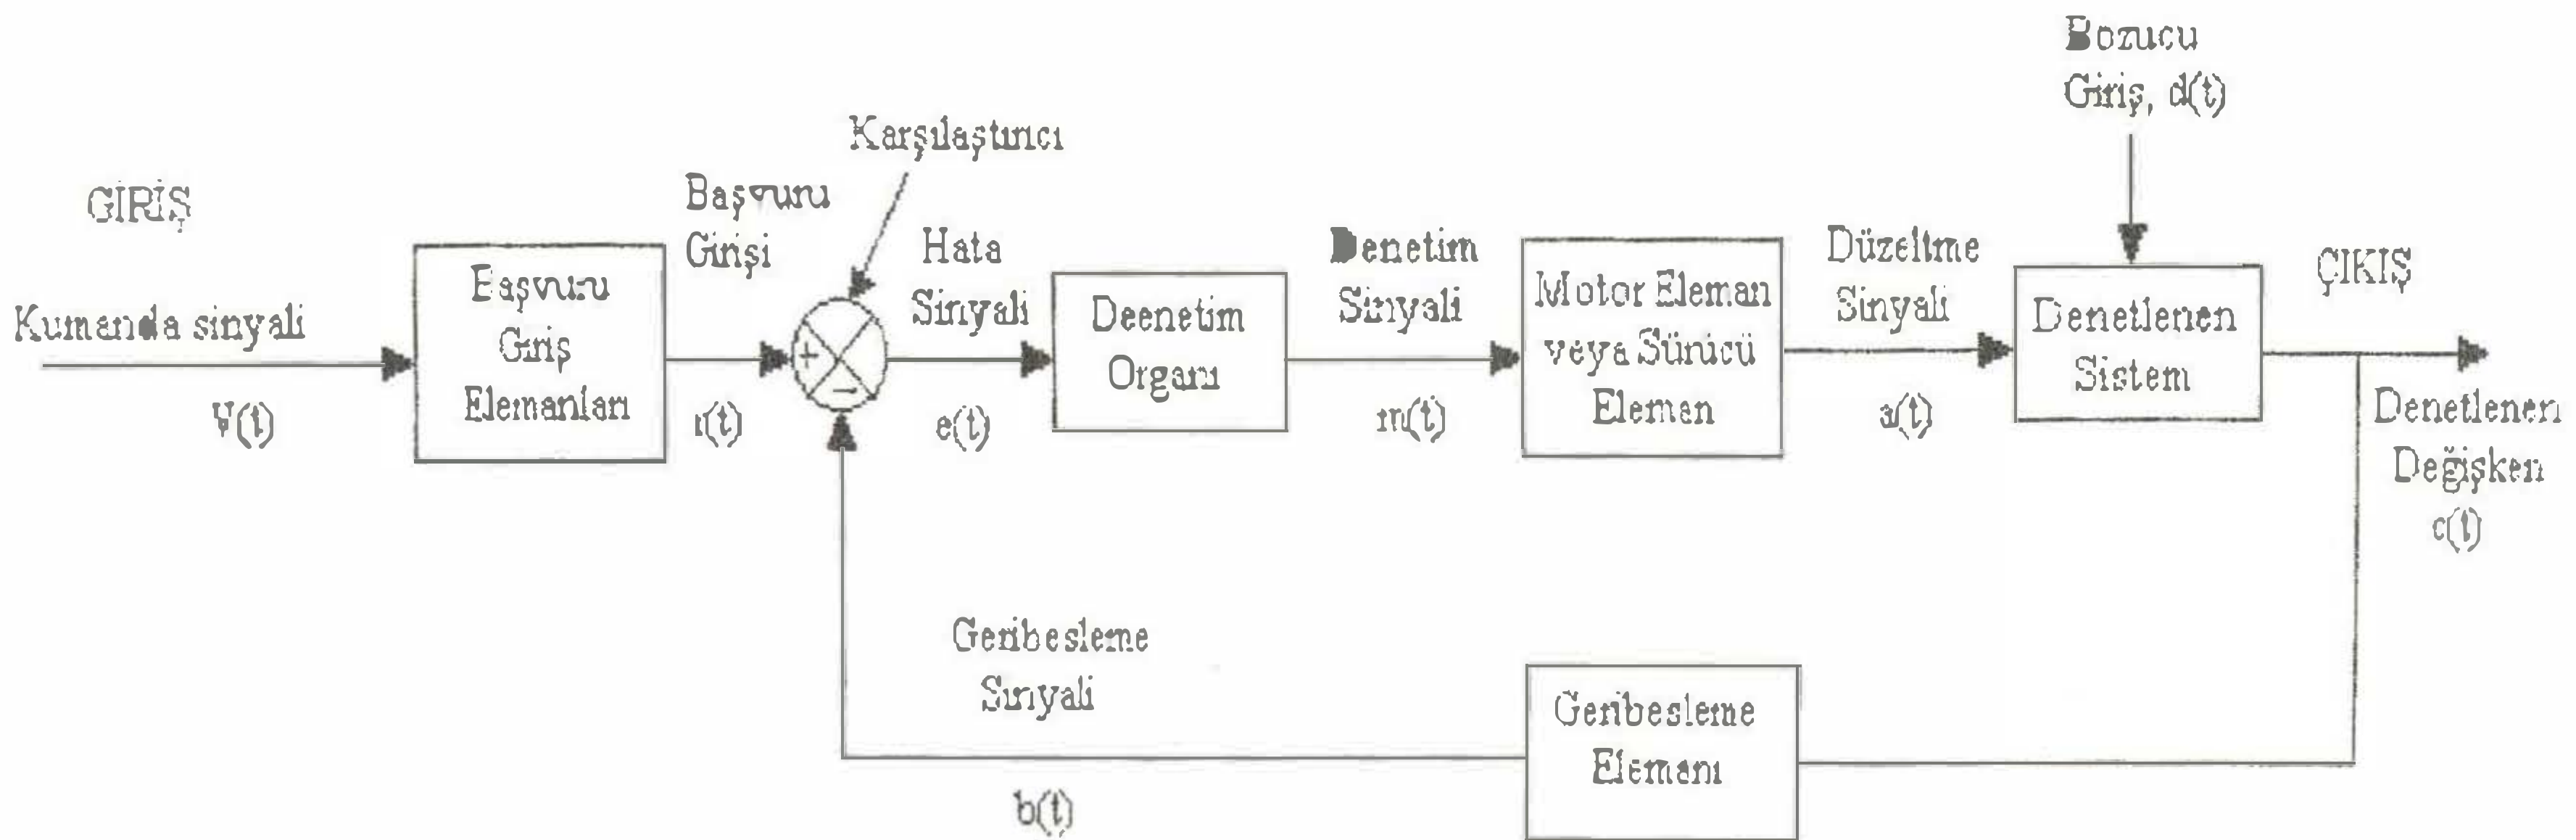 Bozucu
Giriş, d(t)
Karşılaştırıcı
GİRİŞ
Başvuru
Girişi
Hata
Sinyali
Denetim
Sinyali
Düzeltme
Sinyali
ÇIKIŞ
Kumanda sinyali
Başvuru
Giriş
Elemanları
+
−
Deenetim
Organı
Motor Eleman
veya Sürücü
Eleman
Denetlenen
Sistem
r(t)
e(t)
m(t)
a(t)
Denetlenen
Değişken
c(t)
Geribesleme
Sinyali
Geribesleme
Elemanı
b(t)